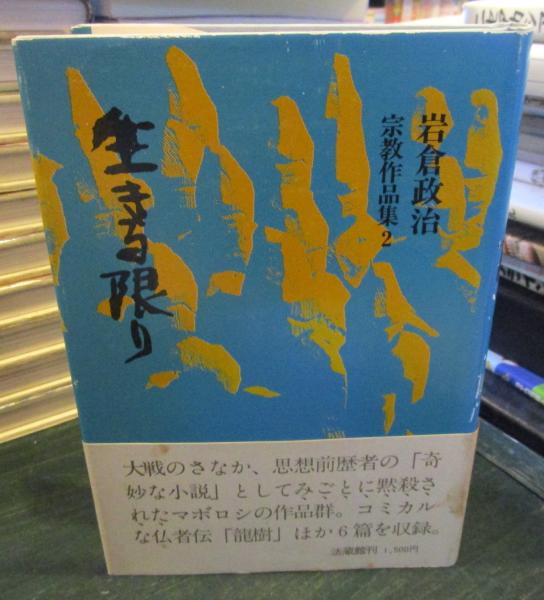 岩倉政治
宗教作品集2
生きる限り
大戦のさなか、思想前歴者の「奇
妙な小説」としてみごとに黙殺さ
れたマボロシの作品群。コミカル
な仏者伝「龍樹」ほか6篇を収録。
法蔵館刊 1,500円